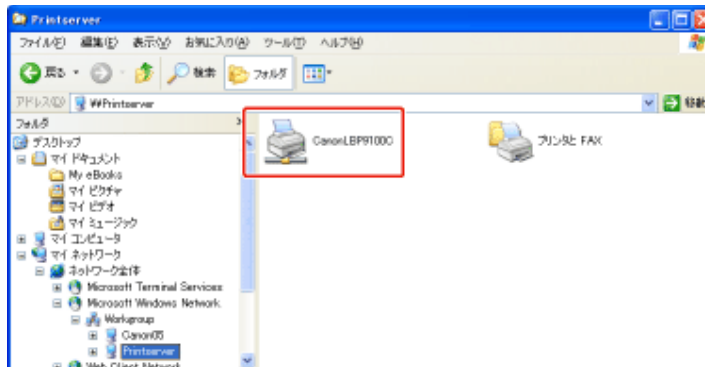 Printserver
ファイル(F) 編集(E) 表示(V) お気に入り(A) ツール(T) ヘルプ(H)
戻る 検索 フォルダ
アドレス(D) ¥¥Printserver 移動
フォルダ ×
デスクトップ
マイ ドキュメント
My eBooks
マイ ピクチャ
マイ ビデオ
マイ ミュージック
マイ コンピュータ
マイ ネットワーク
ネットワーク全体
Microsoft Terminal Services
Microsoft Windows Network
Workgroup
Canon05
Printserver
Web Client Network
CanonLBP9100C
プリンタと FAX